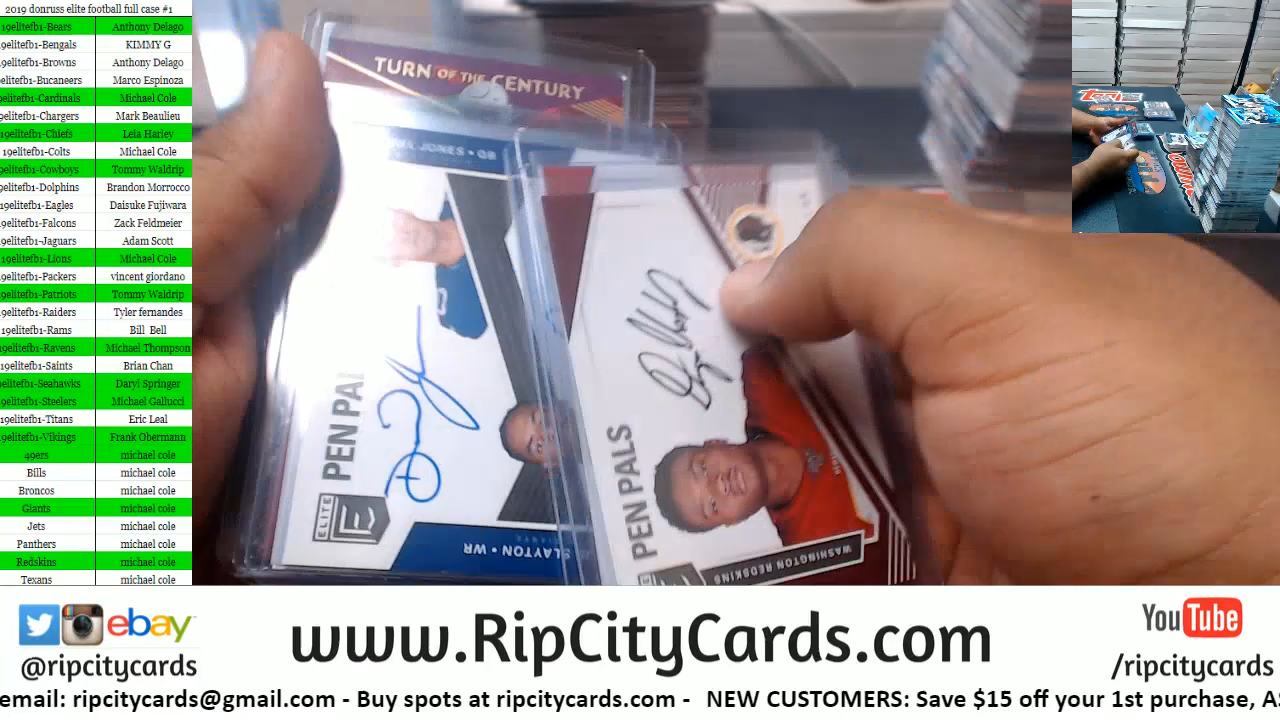 2019 donruss elite football full case #1
19elitefb1-Bears Anthony Delago
19elitefb1-Bengals KIMMY G
19elitefb1-Browns Anthony Delago
elitefb1-Bucaneers Marco Espinoza
9elitefb1-Cardinals Michael Cole
9elitefb1-Chargers Mark Beaulieu
19elitefb1-Chiefs Leia Harley
19elitefb1-Colts Michael Cole
9elitefb1-Cowboys Tommy Waldrip
9elitefb1-Dolphins Brandon Morrocco
19elitefb1-Eagles Daisuke Fujiwara
19elitefb1-Falcons Zack Feldmeier
19elitefb1-Jaguars Adam Scott
19elitefb1-Lions Michael Cole
9elitefb1-Packers vincent giordano
9elitefb1-Patriots Tommy Waldrip
9elitefb1-Raiders Tyler fernandes
19elitefb1-Rams Bill Bell
9elitefb1-Ravens Michael Thompson
19elitefb1-Saints Brian Chan
elitefb1-Seahawks Daryl Springer
9elitefb1-Steelers Michael Gallucci
19elitefb1-Titans Eric Leal
9elitefb1-Vikings Frank Obermann
49ers michael cole
Bills michael cole
Broncos michael cole
Giants michael cole
Jets michael cole
Panthers michael cole
Redskins michael cole
Texans michael cole
TURN OF THE CENTURY
JONES • QB
PEN PA
ELITE
SLAYTON • WR
PEN PALS
WASHINGTON REDSKINS
ebay
@ripcitycards
www.RipCityCards.com
YouTube
/ripcitycards
email: ripcitycards@gmail.com - Buy spots at ripcitycards.com - NEW CUSTOMERS: Save $15 off your 1st purchase, A